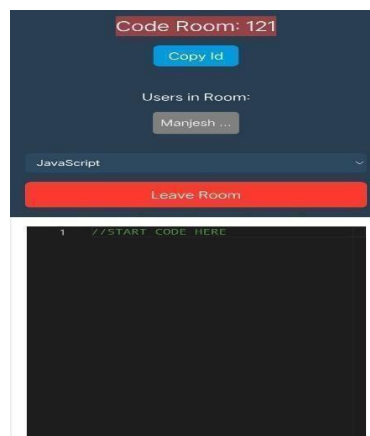 Code Room: 121
Copy Id
Users in Room:
Manjesh ...
JavaScript
Leave Room
1 //START CODE HERE